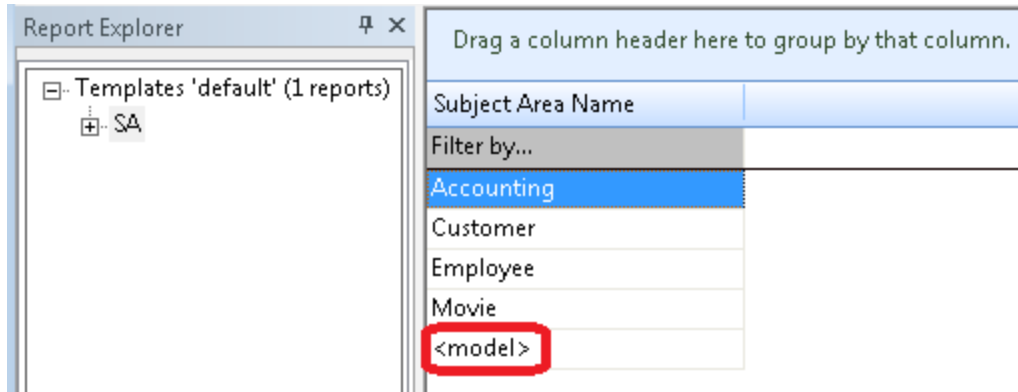 Report Explorer
Templates 'default' (1 reports)
SA
Drag a column header here to group by that column.
Subject Area Name
Filter by...
Accounting
Customer
Employee
Movie
<model>